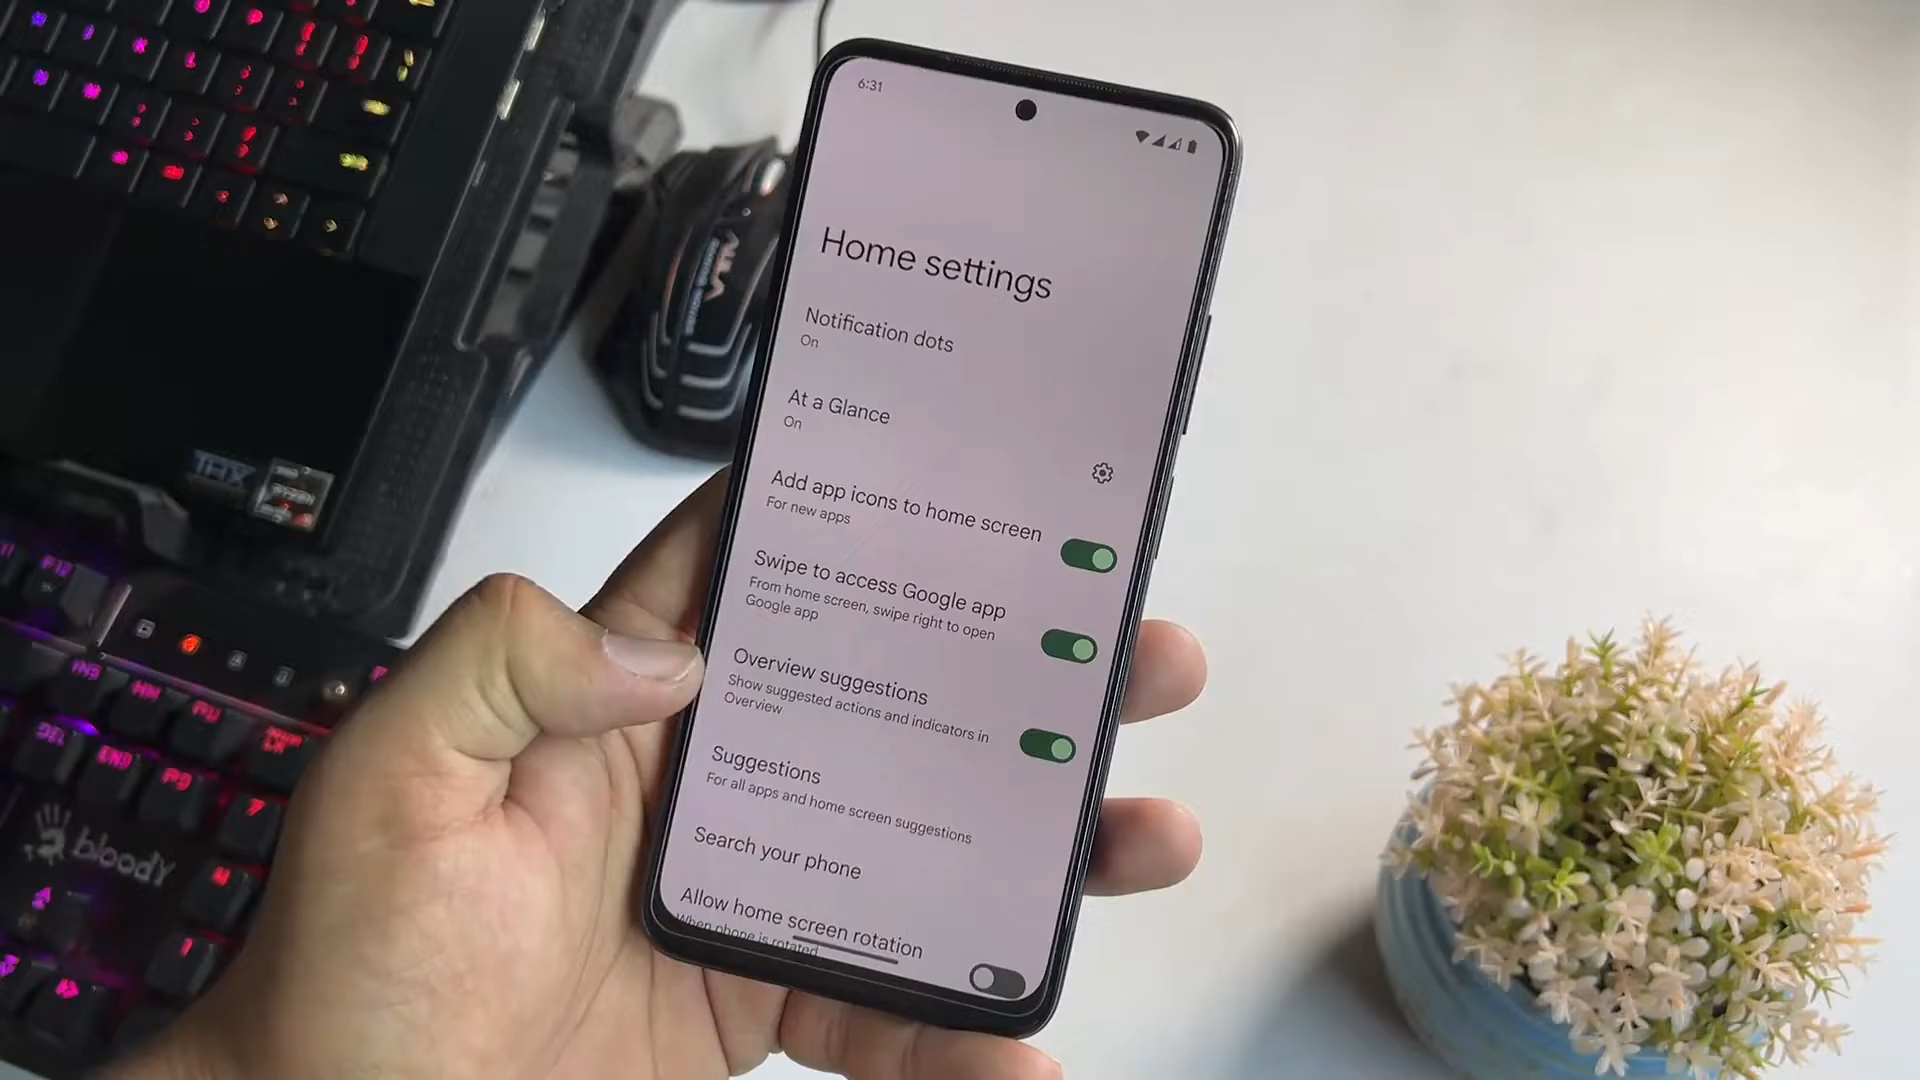 6:31
Home settings
Notification dots
On
At a Glance
On
Add app icons to home screen
For new apps
Swipe to access Google app
From home screen, swipe right to open
Google app
Overview suggestions
Show suggested actions and indicators in
Overview
Suggestions
For all apps and home screen suggestions
Search your phone
Allow home screen rotation
When phone is rotated
THX
bloody